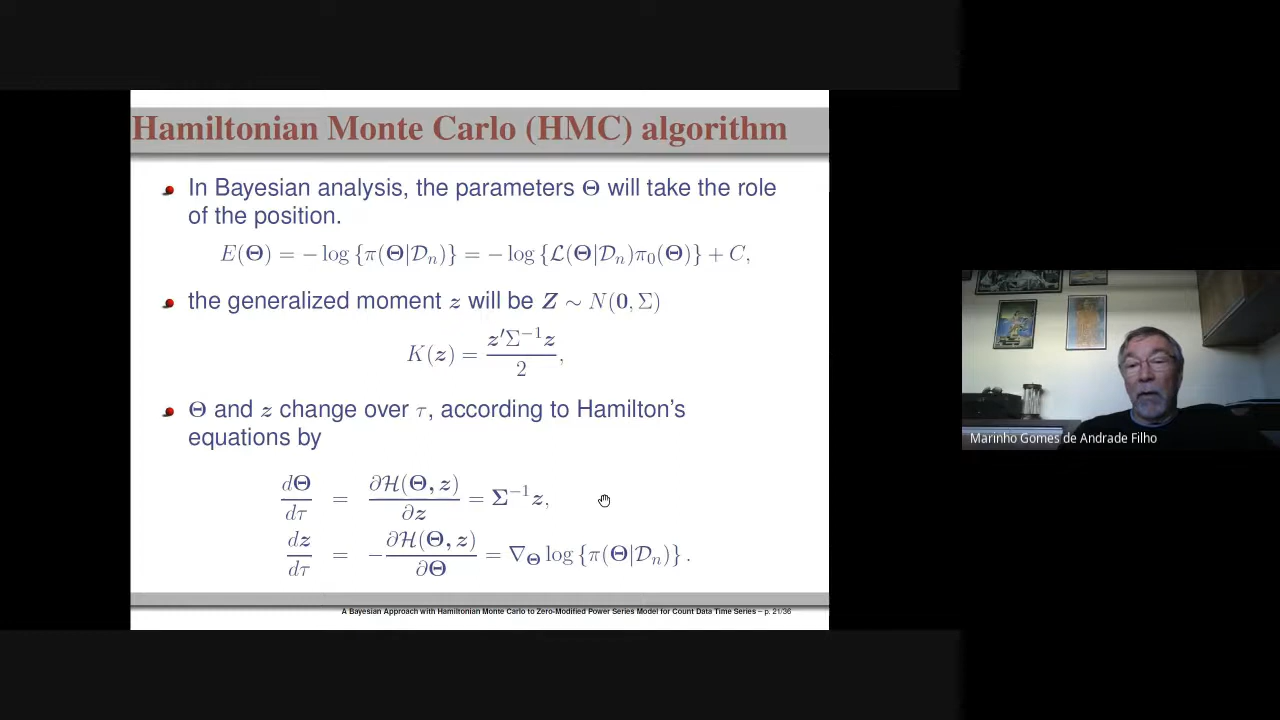 Hamiltonian Monte Carlo (HMC) algorithm
In Bayesian analysis, the parameters Θ will take the role
of the position.
E(Θ) = − log {π(Θ|𝒟ₙ)} = − log {ℒ(Θ|𝒟ₙ)π₀(Θ)} + C,
the generalized moment z will be Z ∼ N(0, Σ)
K(z) = z′Σ⁻¹z / 2,
Θ and z change over τ, according to Hamilton's
equations by
dΘ/dτ = ∂ℋ(Θ, z)/∂z = Σ⁻¹z,
dz/dτ = −∂ℋ(Θ, z)/∂Θ = ∇_Θ log {π(Θ|𝒟ₙ)} .
A Bayesian Approach with Hamiltonian Monte Carlo to Zero-Modified Power Series Model for Count Data Time Series – p. 21/36
Marinho Gomes de Andrade Filho